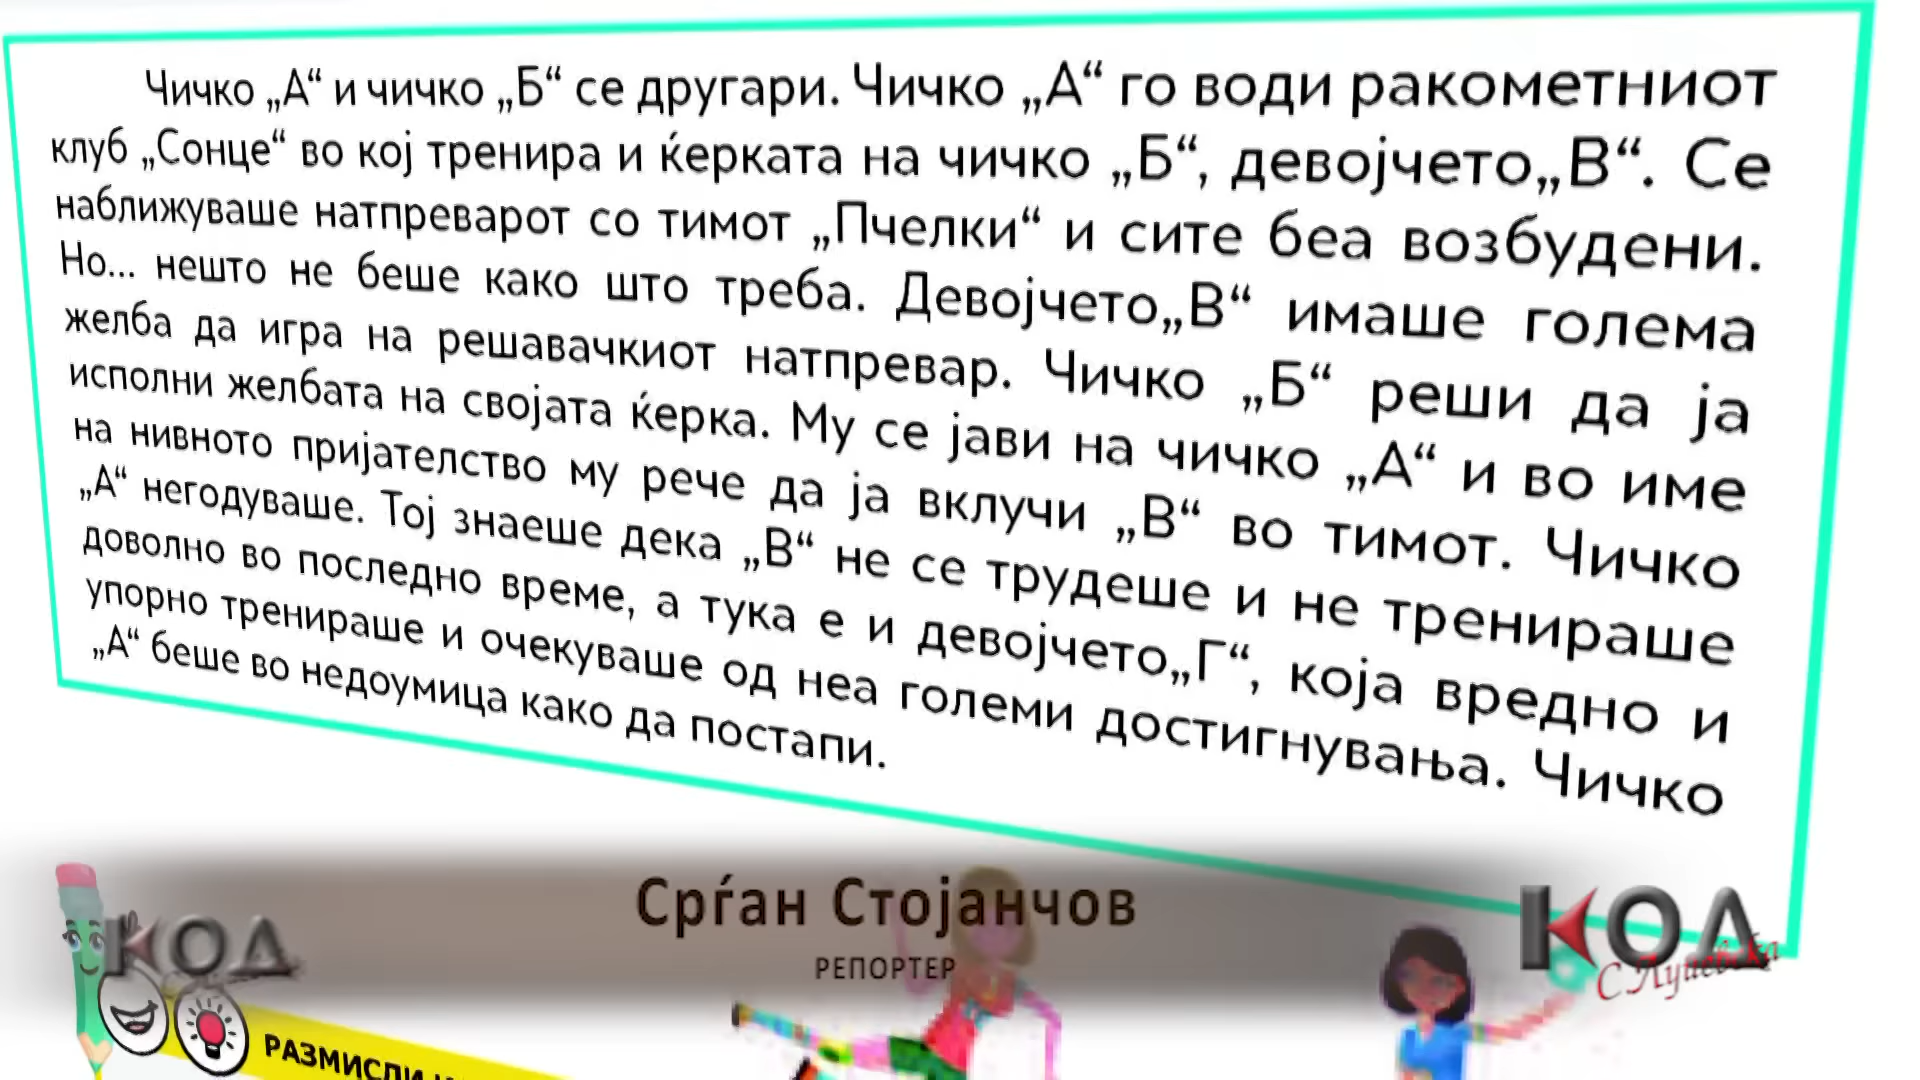 Чичко „А“ и чичко „Б“ се другари. Чичко „А“ го води ракометниот
клуб „Сонце“ во кој тренира и ќерката на чичко „Б“, девојчето„В“. Се
наближуваше натпреварот со тимот „Пчелки“ и сите беа возбудени.
Но... нешто не беше како што треба. Девојчето„В“ имаше голема
желба да игра на решавачкиот натпревар. Чичко „Б“ реши да ја
исполни желбата на својата ќерка. Му се јави на чичко „А“ и во име
на нивното пријателство му рече да ја вклучи „В“ во тимот. Чичко
„А“ негодуваше. Тој знаеше дека „В“ не се трудеше и не тренираше
доволно во последно време, а тука е и девојчето„Г“, која вредно и
упорно тренираше и очекуваше од неа големи достигнувања. Чичко
„А“ беше во недоумица како да постапи.
Срѓан Стојанчов
РЕПОРТЕР
КОД
КОД
С.Лупевска
РАЗМИСЛИ